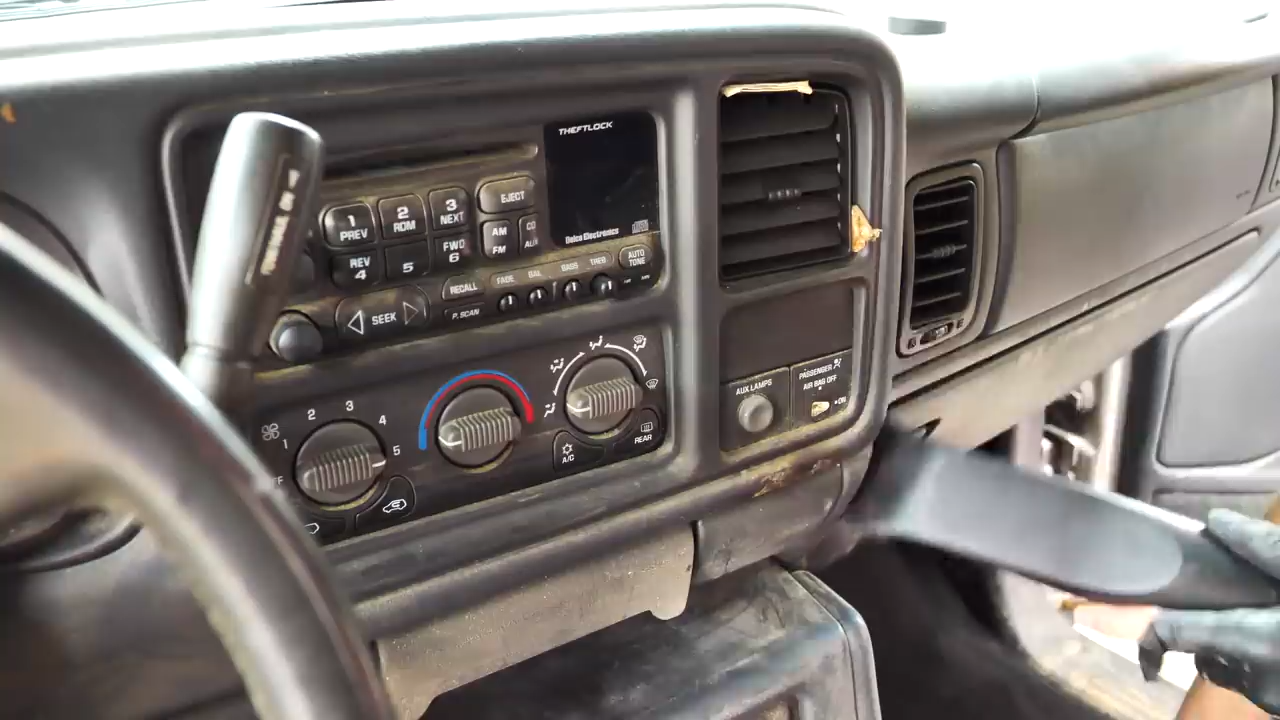 THEFTLOCK
EJECT
1
PREV
2
RDM
3
NEXT
AM
FM
CD
AUX
REV
4
5
FWD
6
Delco Electronics
RECALL
FADE
BAL
BASS
TREB
AUTO
TONE
SEEK
P.SCAN
1
2
3
4
5
A/C
REAR
AUX LAMPS
PASSENGER
AIR BAG OFF
ON